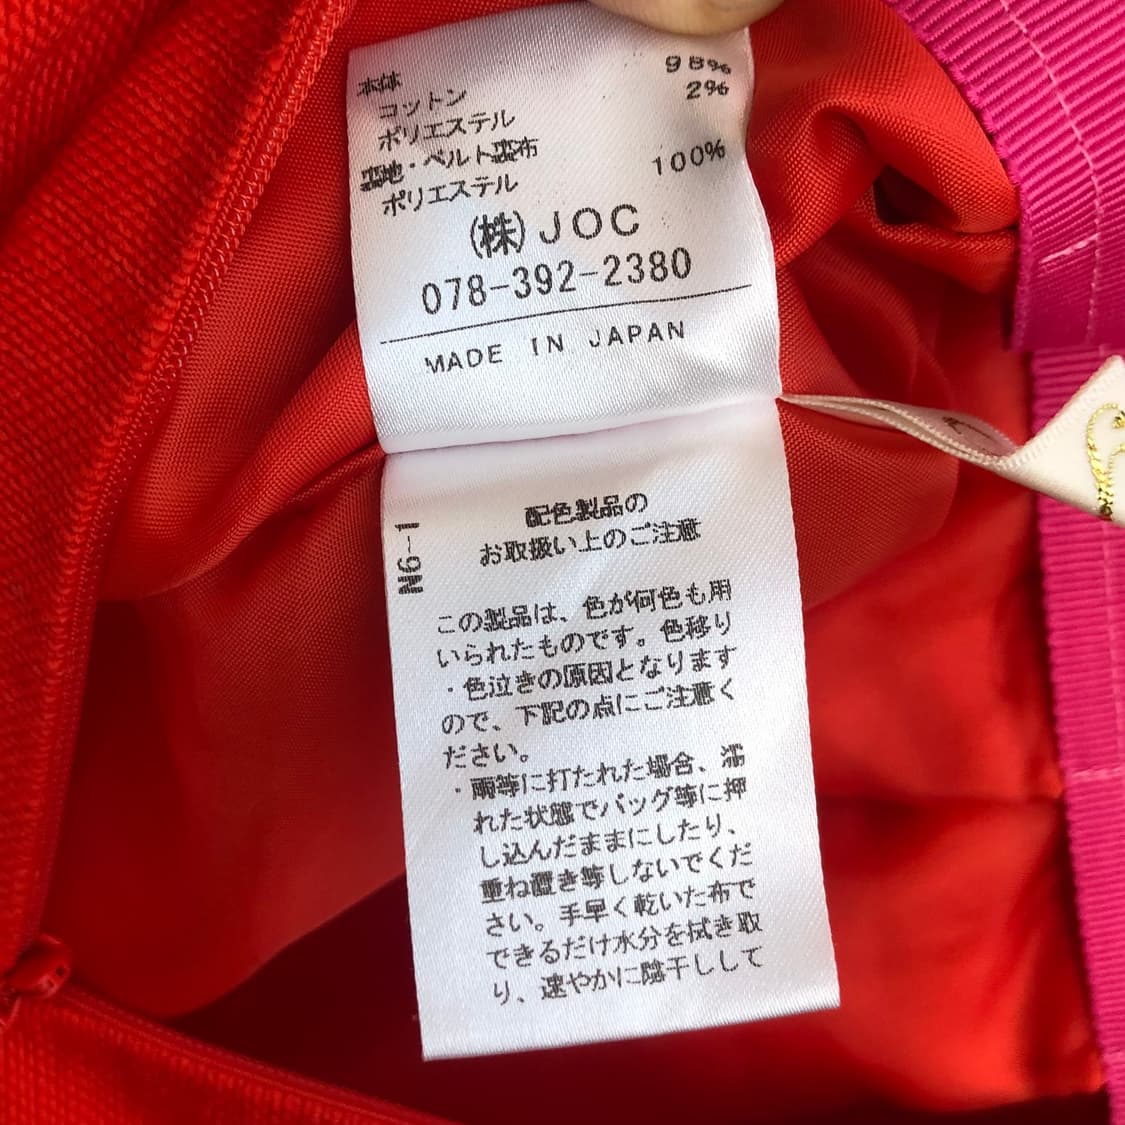 本体
コットン 98%
ポリエステル 2%
裏地・ベルト裏布
ポリエステル 100%
(株)JOC
078-392-2380
MADE IN JAPAN
N6-1
配色製品の
お取扱い上のご注意
この製品は、色が何色も用
いられたものです。色移り
・色泣きの原因となります
ので、下記の点にご注意く
ださい。
・雨等に打たれた場合、濡
れた状態でバッグ等に押
し込んだままにしたり、
重ね置き等しないでくだ
さい。手早く乾いた布で
できるだけ水分を拭き取
り、速やかに陰干しして